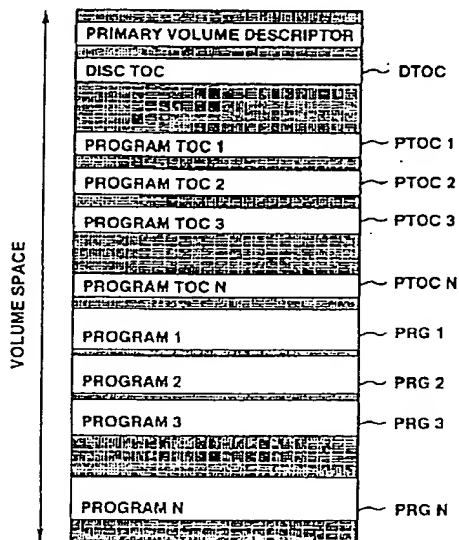 PRIMARY VOLUME DESCRIPTOR
DISC TOC DTOC
PROGRAM TOC 1 PTOC 1
PROGRAM TOC 2 PTOC 2
PROGRAM TOC 3 PTOC 3
PROGRAM TOC N PTOC N
PROGRAM 1 PRG 1
PROGRAM 2 PRG 2
PROGRAM 3 PRG 3
PROGRAM N PRG N
VOLUME SPACE